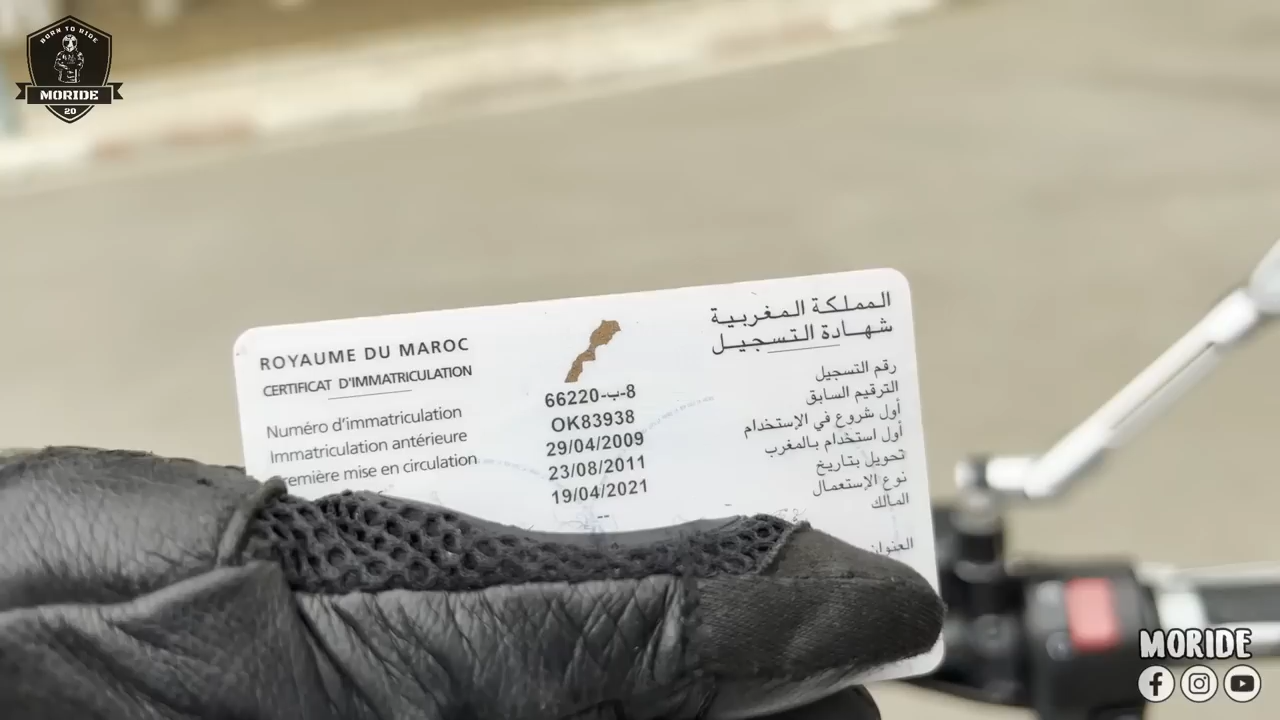 BORN TO RIDE
MORIDE
20
ROYAUME DU MAROC
CERTIFICAT D'IMMATRICULATION
المملكة المغربية
شهادة التسجيل
Numéro d'immatriculation
66220-ب-8
رقم التسجيل
Immatriculation antérieure
OK83938
الترقيم السابق
Première mise en circulation
29/04/2009
أول شروع في الإستخدام
23/08/2011
أول استخدام بالمغرب
19/04/2021
تحويل بتاريخ
--
نوع الإستعمال
المالك
العنوان
MORIDE